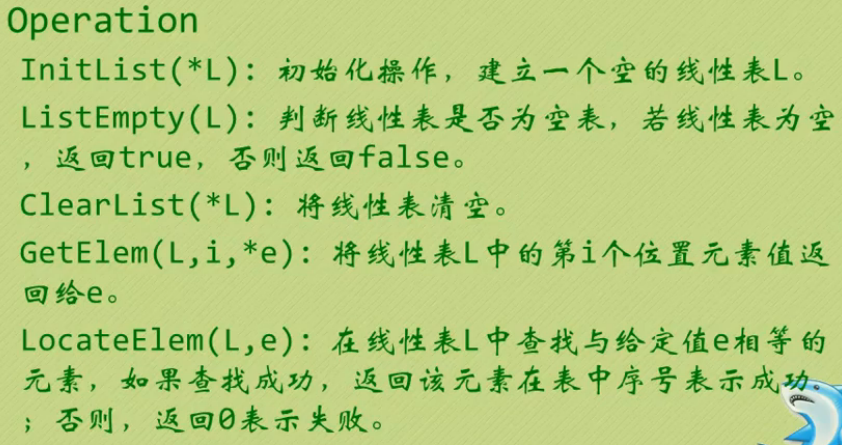 Operation
InitList(*L): 初始化操作，建立一个空的线性表L。
ListEmpty(L): 判断线性表是否为空表，若线性表为空
，返回true，否则返回false。
ClearList(*L): 将线性表清空。
GetElem(L,i,*e): 将线性表L中的第i个位置元素值返
回给e。
LocateElem(L,e): 在线性表L中查找与给定值e相等的
元素，如果查找成功，返回该元素在表中序号表示成功
；否则，返回0表示失败。